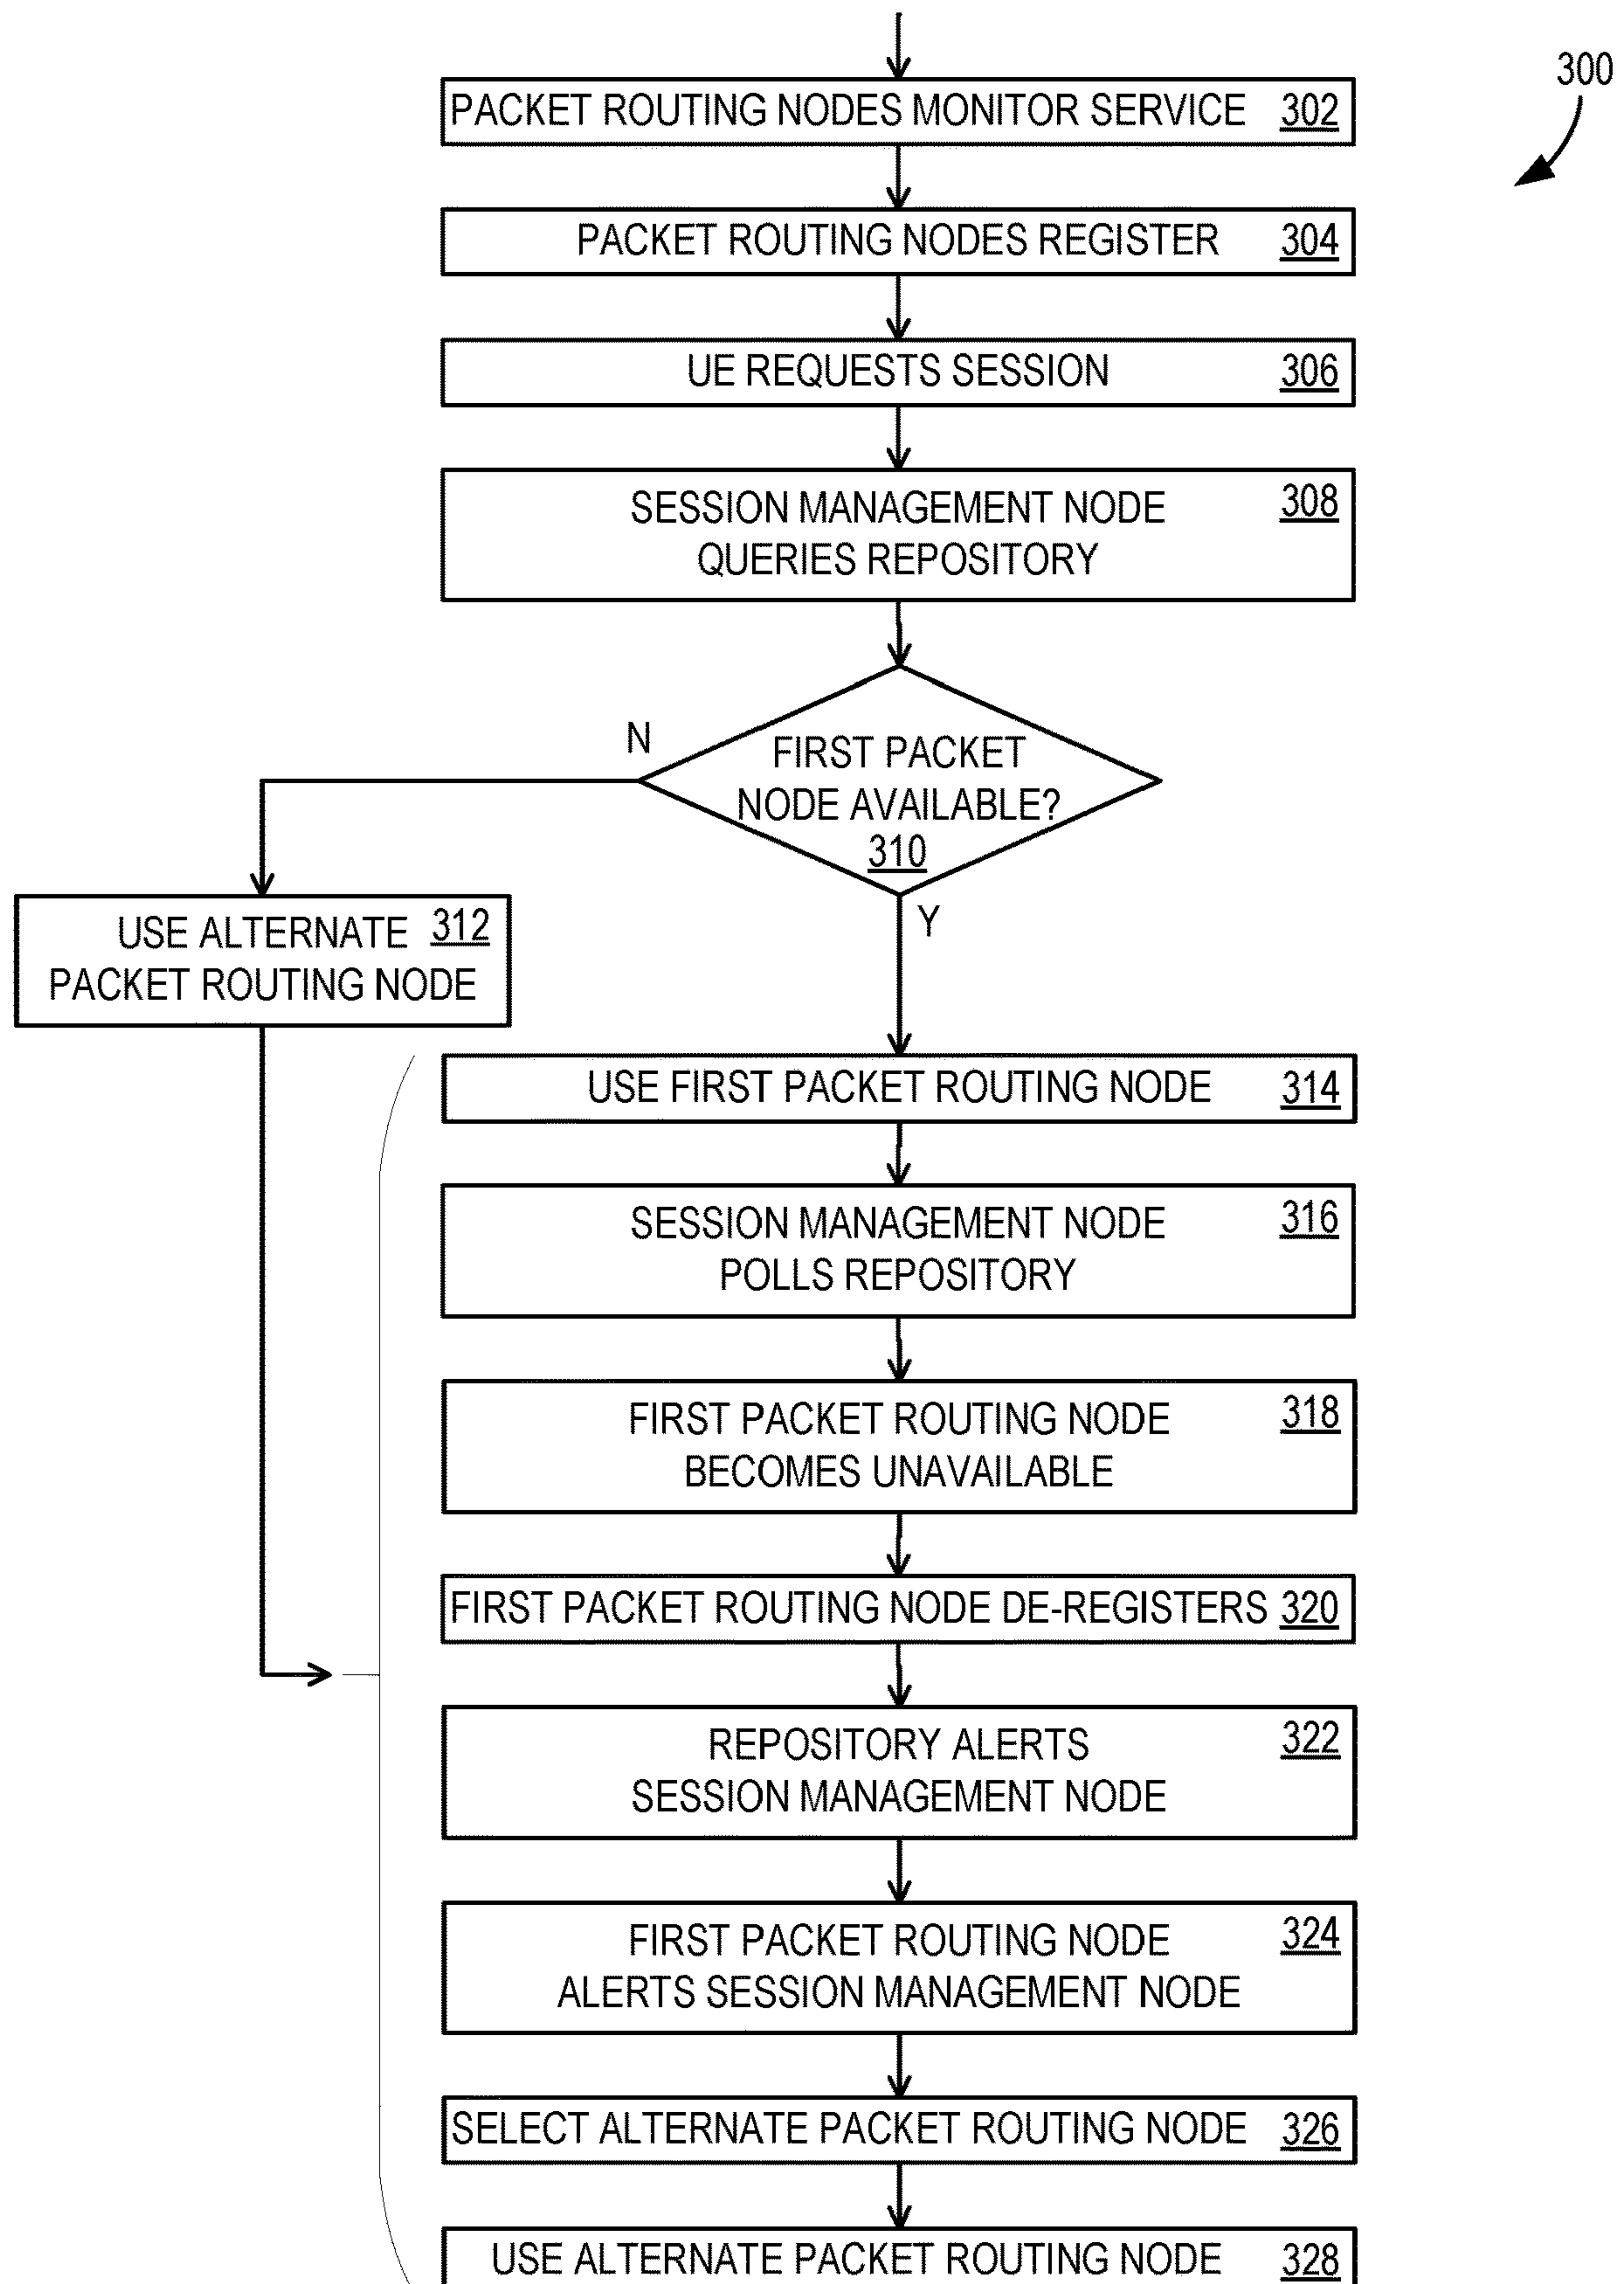 300
PACKET ROUTING NODES MONITOR SERVICE 302
PACKET ROUTING NODES REGISTER 304
UE REQUESTS SESSION 306
SESSION MANAGEMENT NODE 308
QUERIES REPOSITORY
N
FIRST PACKET
NODE AVAILABLE?
310
Y
USE ALTERNATE 312
PACKET ROUTING NODE
USE FIRST PACKET ROUTING NODE 314
SESSION MANAGEMENT NODE 316
POLLS REPOSITORY
FIRST PACKET ROUTING NODE 318
BECOMES UNAVAILABLE
FIRST PACKET ROUTING NODE DE-REGISTERS 320
REPOSITORY ALERTS 322
SESSION MANAGEMENT NODE
FIRST PACKET ROUTING NODE 324
ALERTS SESSION MANAGEMENT NODE
SELECT ALTERNATE PACKET ROUTING NODE 326
USE ALTERNATE PACKET ROUTING NODE 328